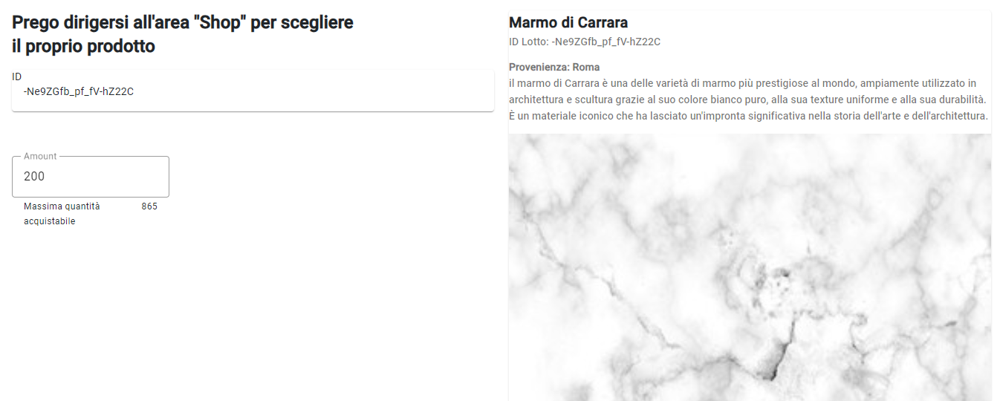 Prego dirigersi all'area "Shop" per scegliere
il proprio prodotto
ID
-Ne9ZGfb_pf_fV-hZ22C
Amount
200
Massima quantità 865
acquistabile
Marmo di Carrara
ID Lotto: -Ne9ZGfb_pf_fV-hZ22C
Provenienza: Roma
il marmo di Carrara è una delle varietà di marmo più prestigiose al mondo, ampiamente utilizzato in
architettura e scultura grazie al suo colore bianco puro, alla sua texture uniforme e alla sua durabilità.
È un materiale iconico che ha lasciato un'impronta significativa nella storia dell'arte e dell'architettura.